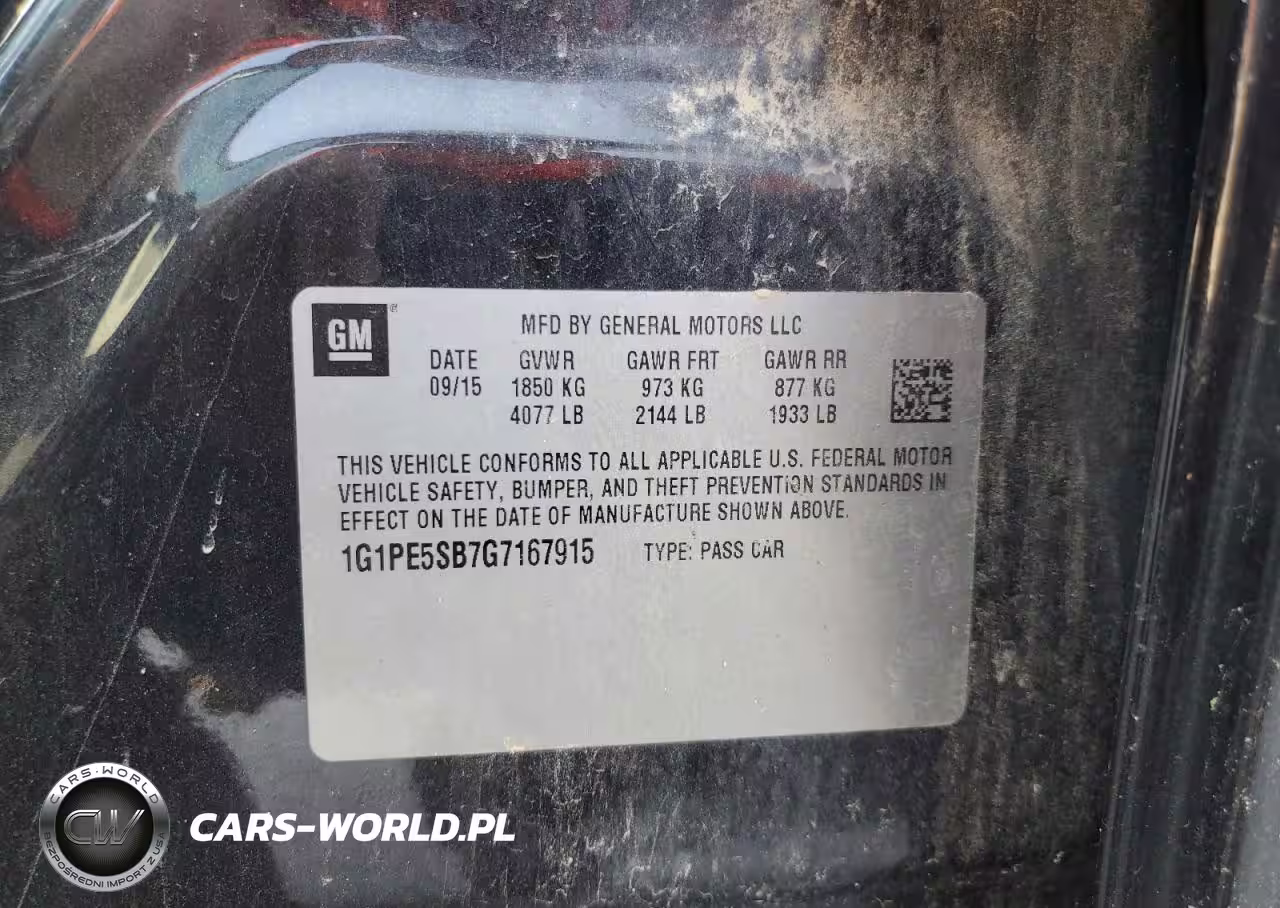 GM
MFD BY GENERAL MOTORS LLC
DATE GVWR GAWR FRT GAWR RR
09/15 1850 KG 973 KG 877 KG
4077 LB 2144 LB 1933 LB
THIS VEHICLE CONFORMS TO ALL APPLICABLE U.S. FEDERAL MOTOR
VEHICLE SAFETY, BUMPER, AND THEFT PREVENTION STANDARDS IN
EFFECT ON THE DATE OF MANUFACTURE SHOWN ABOVE.
1G1PE5SB7G7167915 TYPE: PASS CAR
CARS-WORLD
CW
BEZPOŚREDNI IMPORT Z USA
CARS-WORLD.PL